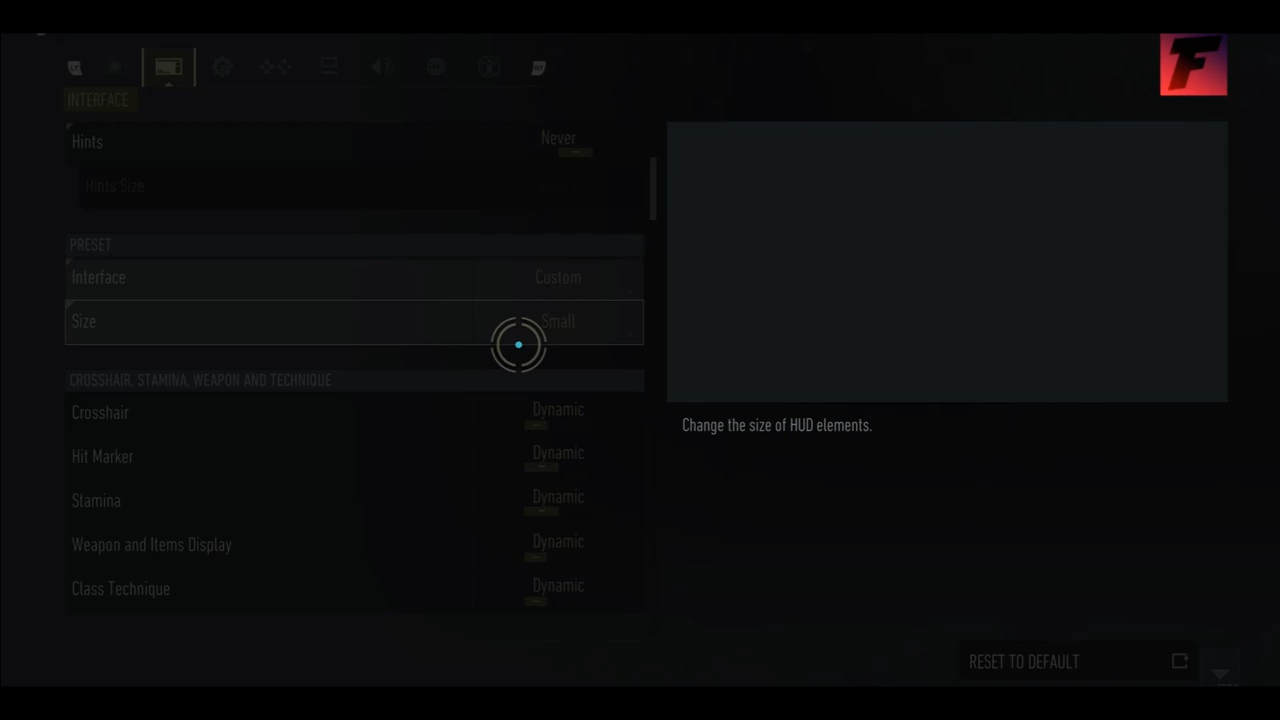 INTERFACE
Hints Never
Hints Size
PRESET
Interface Custom
Size Small
CROSSHAIR, STAMINA, WEAPON AND TECHNIQUE
Crosshair Dynamic
Hit Marker Dynamic
Stamina Dynamic
Weapon and Items Display Dynamic
Class Technique Dynamic
Change the size of HUD elements.
RESET TO DEFAULT